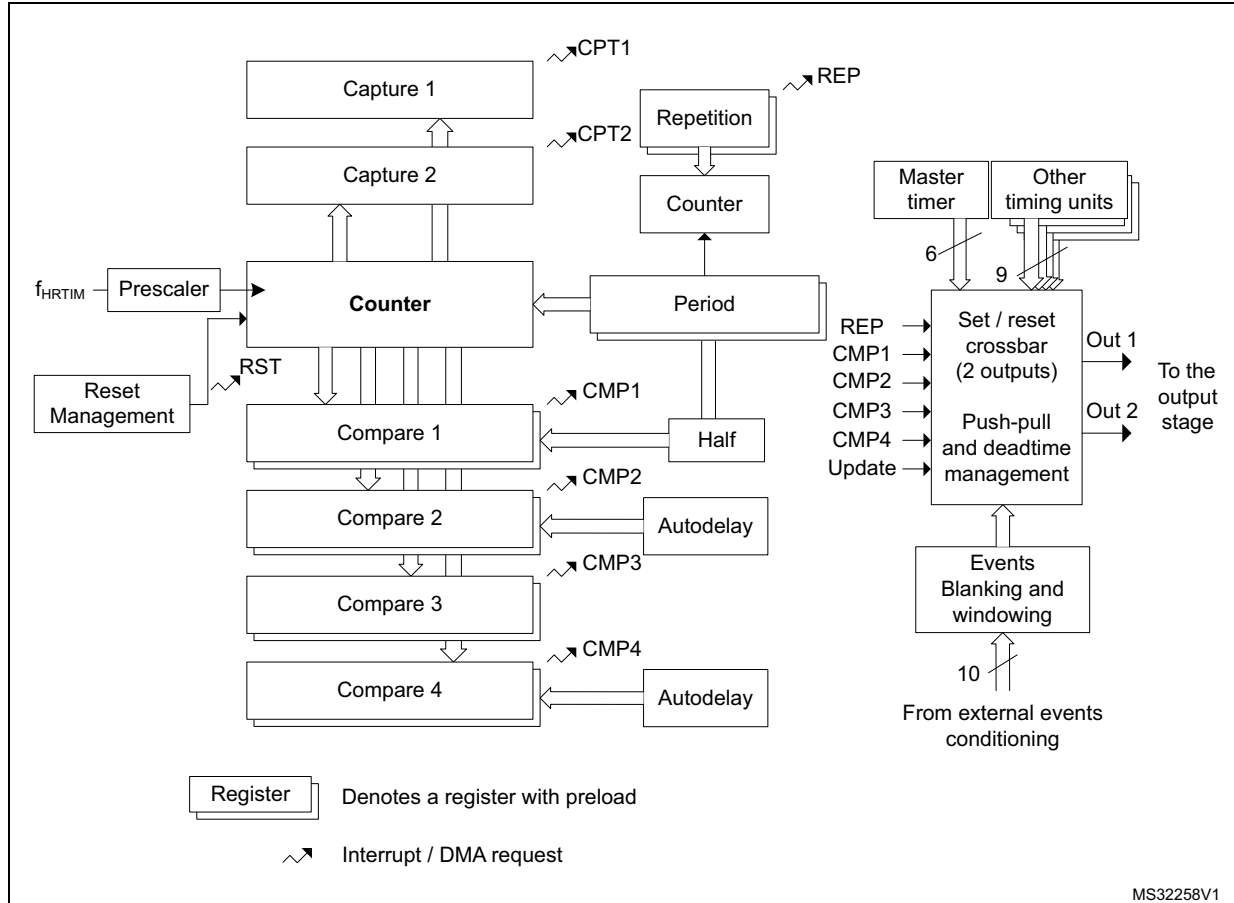 CPT1
Capture 1
REP
Repetition
CPT2
Capture 2
Counter
Master
timer
Other
timing units
6
9
fHRTIM
Prescaler
Counter
Period
RST
Reset
Management
CMP1
Compare 1
Half
CMP2
Compare 2
Autodelay
CMP3
Compare 3
CMP4
Compare 4
Autodelay
REP
CMP1
CMP2
CMP3
CMP4
Update
Set / reset
crossbar
(2 outputs)
Push-pull
and deadtime
management
Out 1
Out 2
To the
output
stage
Events
Blanking and
windowing
10
From external events
conditioning
Register
Denotes a register with preload
Interrupt / DMA request
MS32258V1